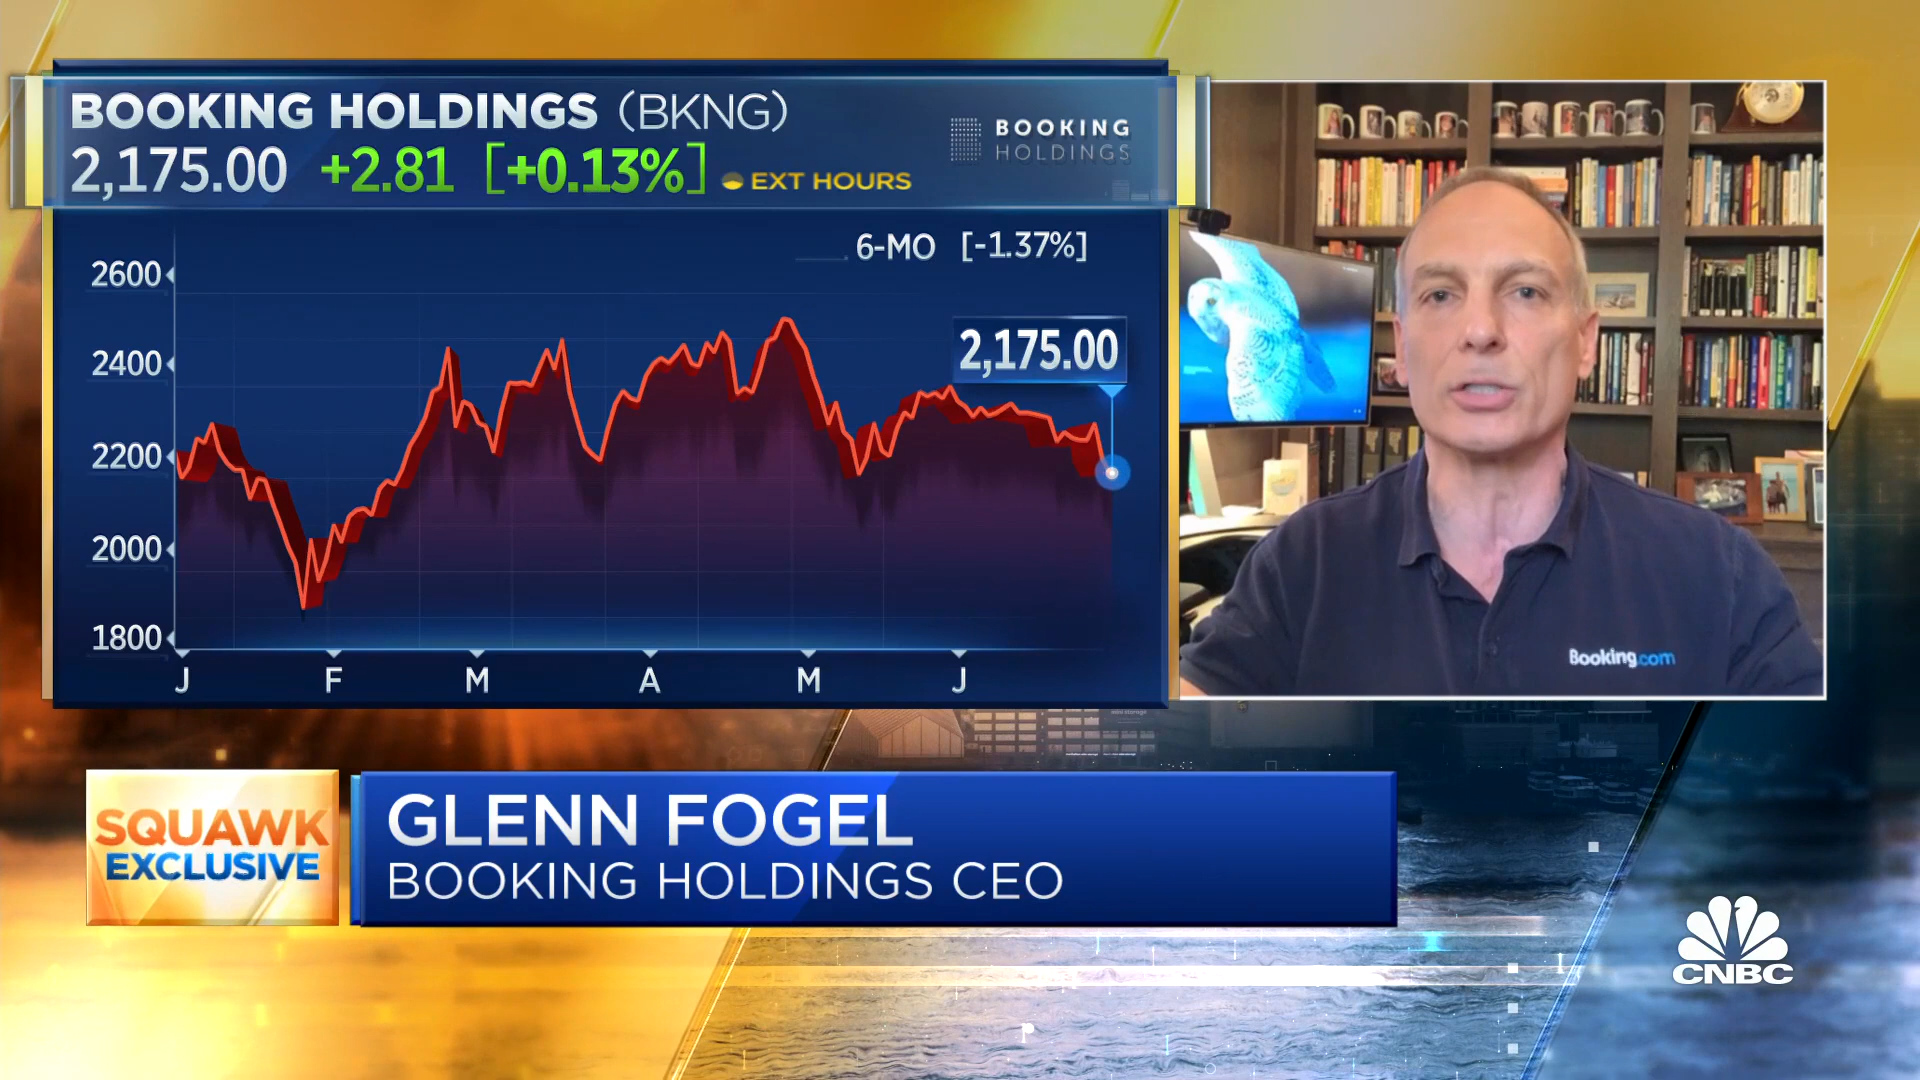 BOOKING HOLDINGS (BKNG)
2,175.00 +2.81 [+0.13%] EXT HOURS
BOOKING
HOLDINGS
6-MO [-1.37%]
2600
2400
2200
2000
1800
2,175.00
J F M A M J
Booking.com
SQUAWK
EXCLUSIVE
GLENN FOGEL
BOOKING HOLDINGS CEO
CNBC